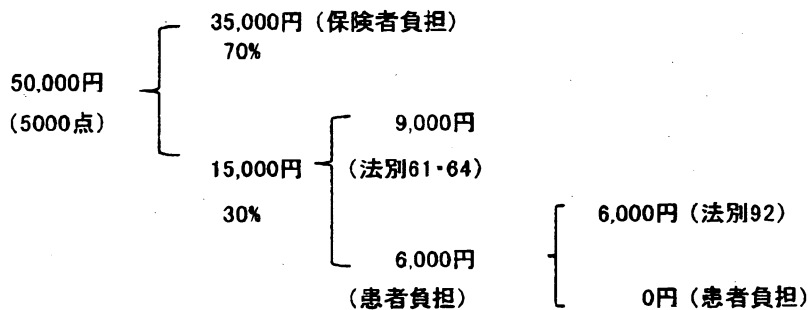 35,000円（保険者負担）
70%
50,000円
（5000点）
9,000円
15,000円
（法別61・64）
30%
6,000円（法別92）
6,000円
（患者負担）
0円（患者負担）